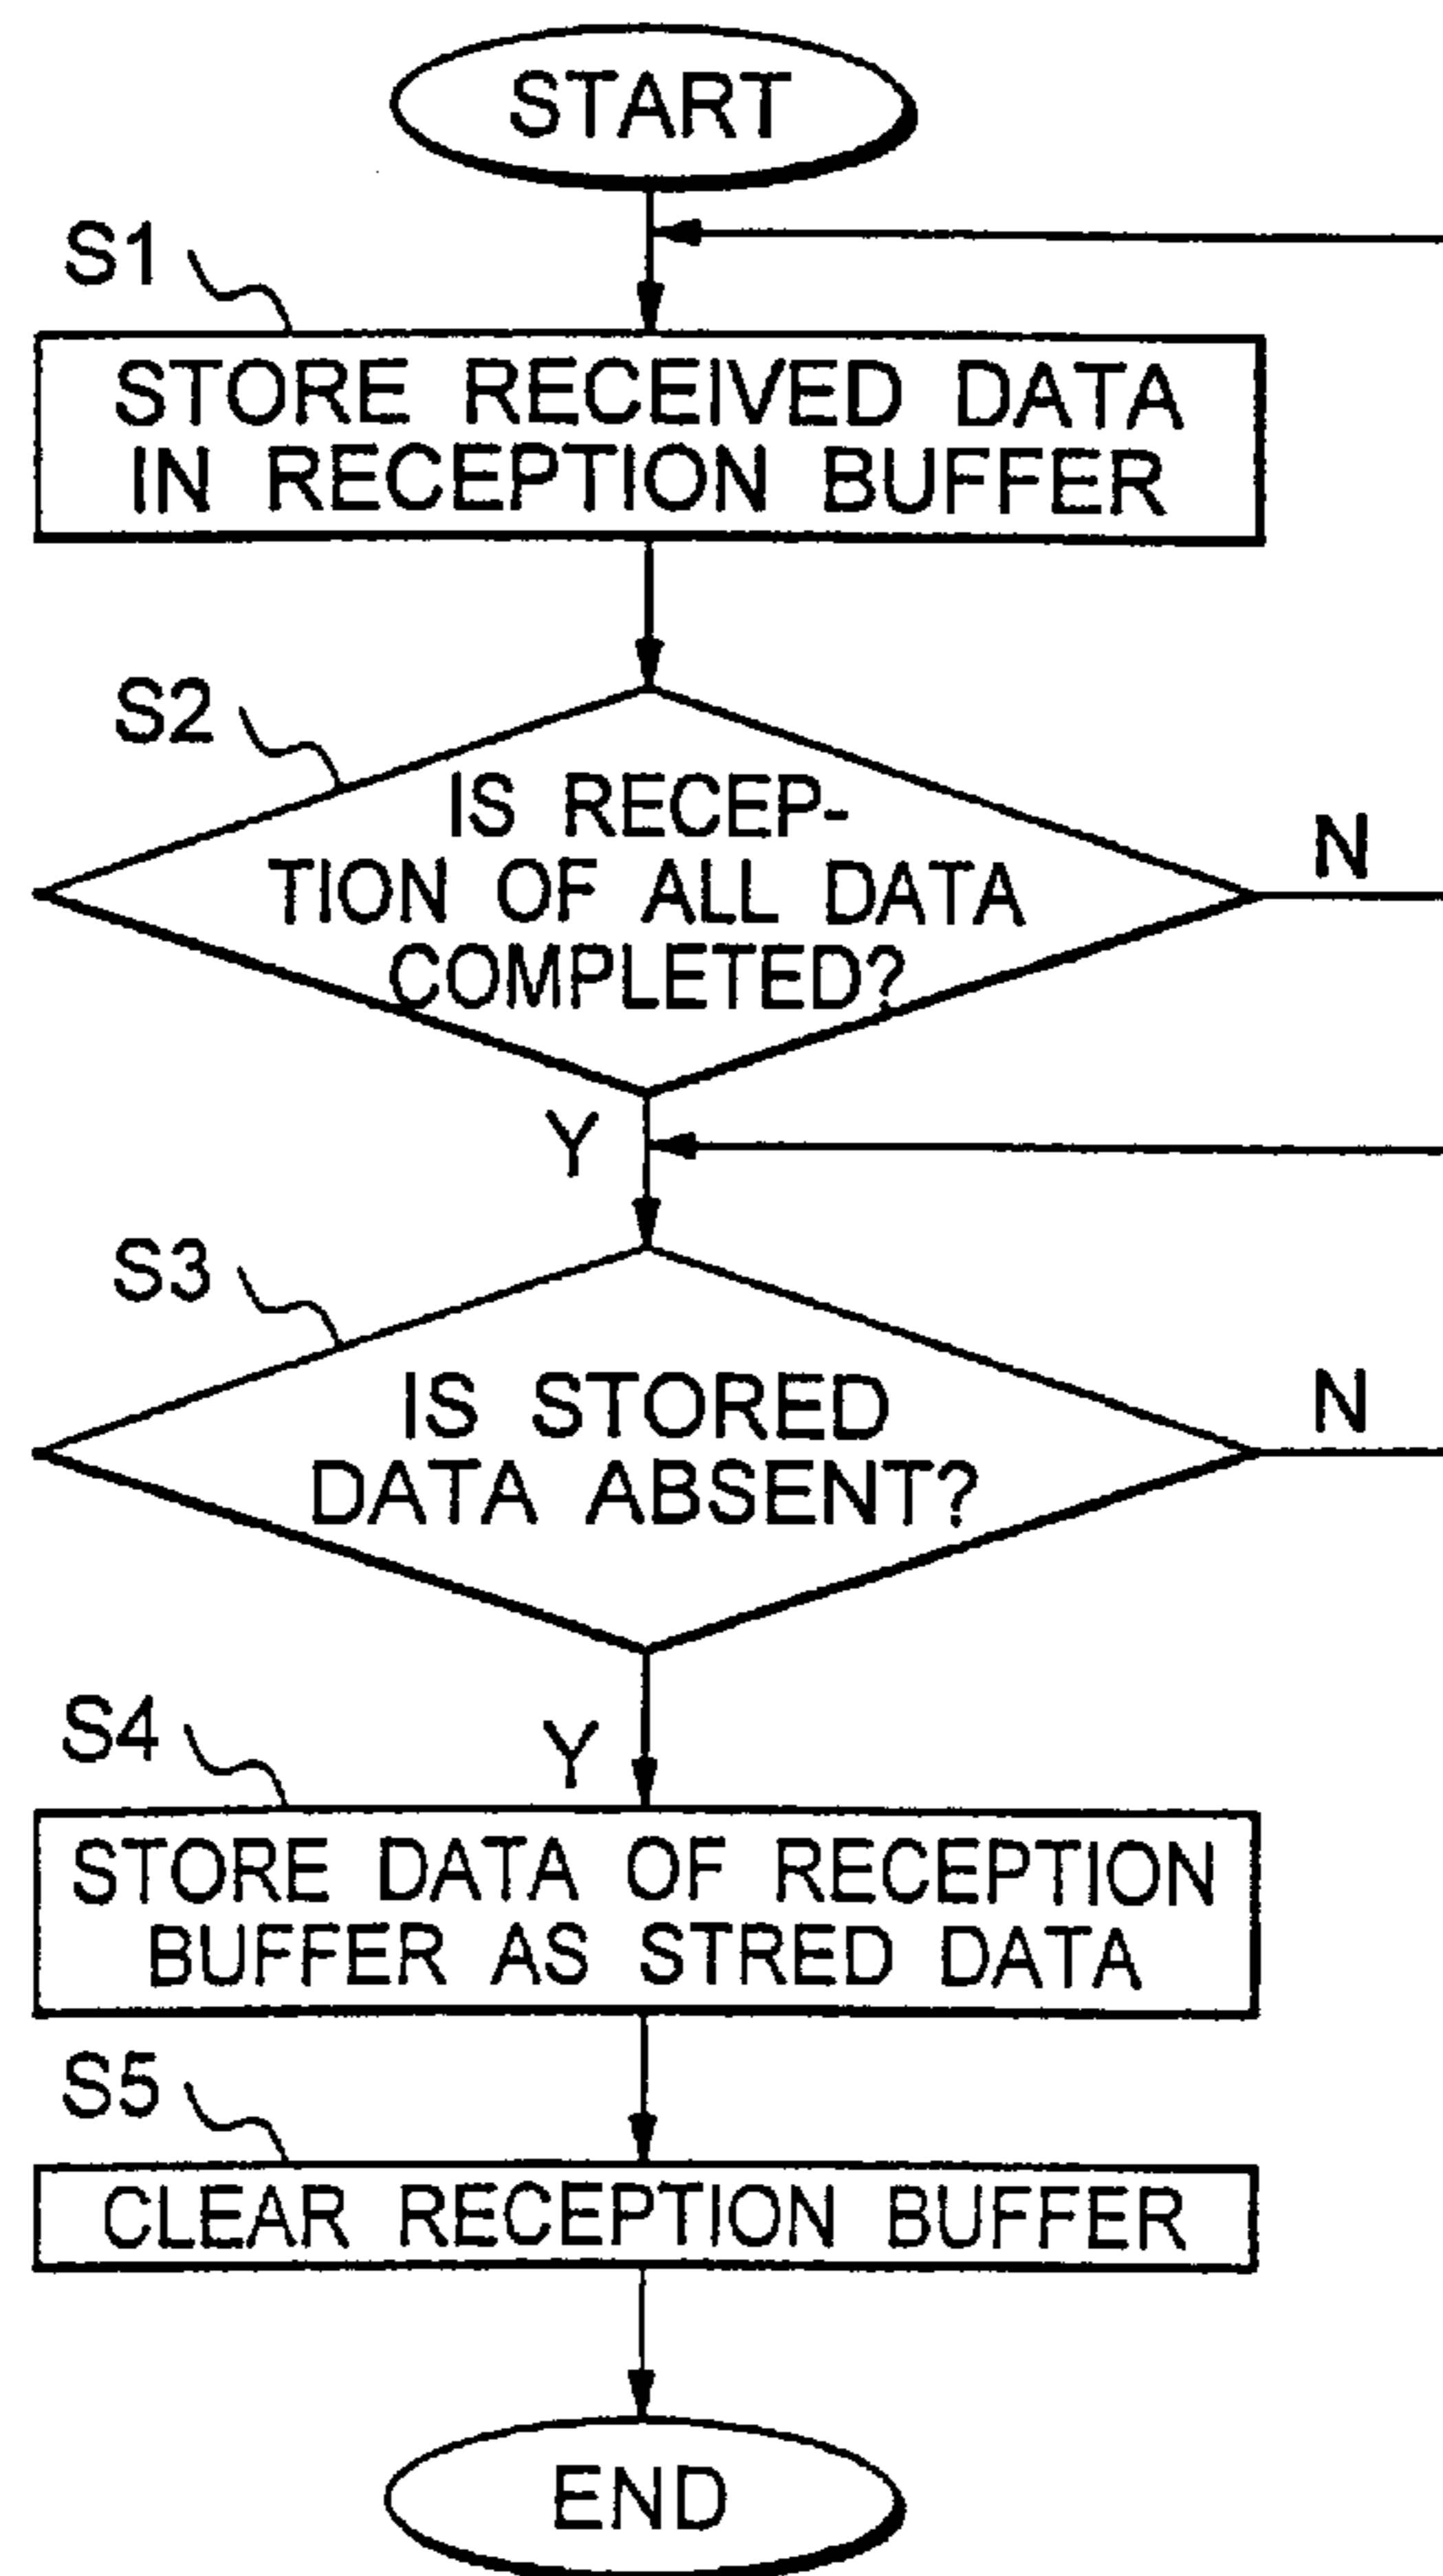 START
S1
STORE RECEIVED DATA
IN RECEPTION BUFFER
S2
IS RECEP-
TION OF ALL DATA
COMPLETED?
N
Y
S3
IS STORED
DATA ABSENT?
N
Y
S4
STORE DATA OF RECEPTION
BUFFER AS STRED DATA
S5
CLEAR RECEPTION BUFFER
END